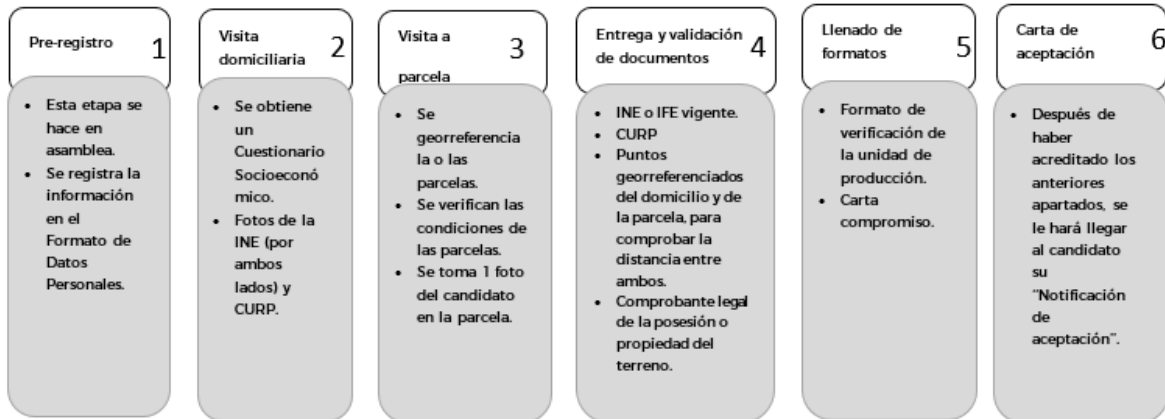 Pre-registro 1
• Esta etapa se
hace en
asamblea.
• Se registra la
información
en el
Formato de
Datos
Personales.
Visita
domiciliaria 2
• Se obtiene
un
Cuestionario
Socioeconó
mico.
• Fotos de la
INE (por
ambos
lados) y
CURP.
Visita a 3
parcela
• Se
georreferencia
la o las
parcelas.
• Se verifican las
condiciones de
las parcelas.
• Se toma 1 foto
del candidato
en la parcela.
Entrega y validación
de documentos 4
• INE o IFE vigente.
• CURP
• Puntos
georreferenciados
del domicilio y de
la parcela, para
comprobar la
distancia entre
ambos.
• Comprobante legal
de la posesión o
propiedad del
terreno.
Llenado de
formatos 5
• Formato de
verificación de
la unidad de
producción.
• Carta
compromiso.
Carta de
aceptación 6
• Después de
haber
acreditado los
anteriores
apartados, se
le hará llegar
al candidato
su
“Notificación
de
aceptación”.